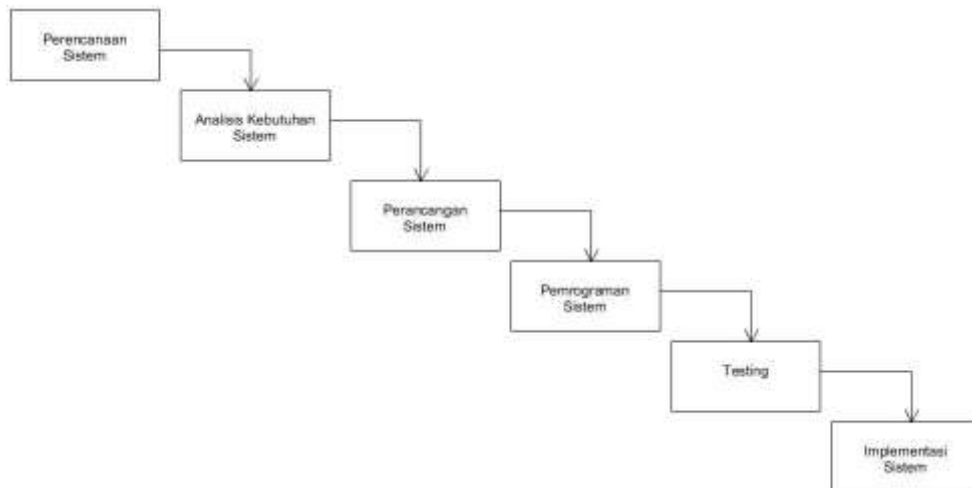 Perencanaan
Sistem
Analisis Kebutuhan
Sistem
Perancangan
Sistem
Pemrograman
Sistem
Testing
Implementasi
Sistem